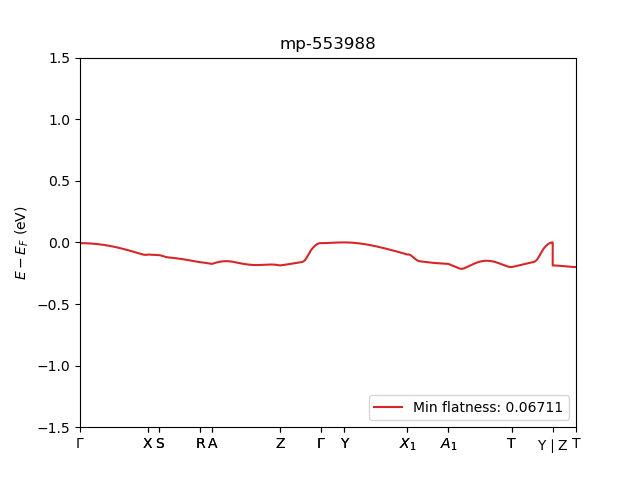 mp-553988
1.5
1.0
0.5
0.0
−0.5
−1.0
−1.5
E − E_F (eV)
Min flatness: 0.06711
Γ X S R A Z Γ Y X₁ A₁ T Y | Z T